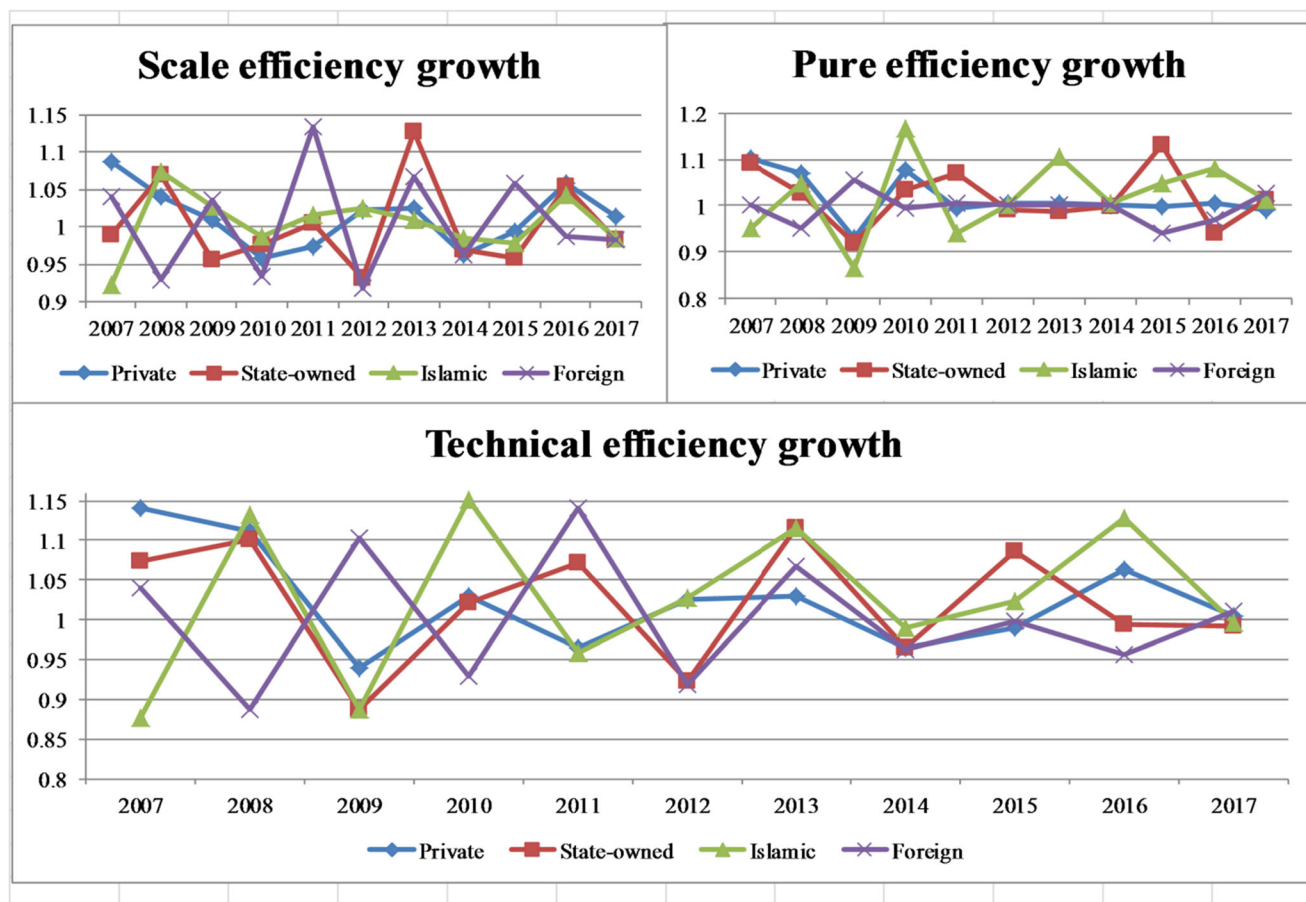 Scale efficiency growth
1.15
1.1
1.05
1
0.95
0.9
2007 2008 2009 2010 2011 2012 2013 2014 2015 2016 2017
Private State-owned Islamic Foreign
Pure efficiency growth
1.2
1.1
1.0
0.9
0.8
2007 2008 2009 2010 2011 2012 2013 2014 2015 2016 2017
Private State-owned Islamic Foreign
Technical efficiency growth
1.15
1.1
1.05
1
0.95
0.9
0.85
0.8
2007 2008 2009 2010 2011 2012 2013 2014 2015 2016 2017
Private State-owned Islamic Foreign